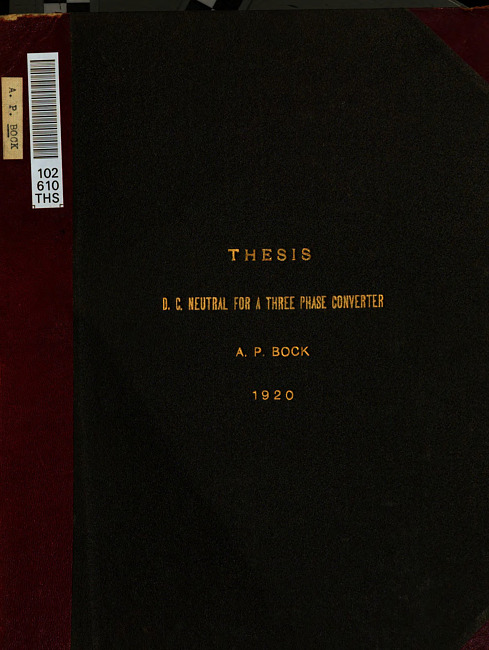 A. P. BOCK
102
610
THS
THESIS
D. C. NEUTRAL FOR A THREE PHASE CONVERTER
A. P. BOCK
1920